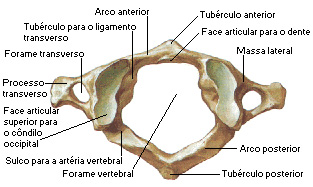 Arco anterior
Tubérculo anterior
Tubérculo para o ligamento
transverso
Face articular para o dente
Forame transverso
Massa lateral
Processo
transverso
Face articular
superior para
o côndilo
occipital
Arco posterior
Sulco para a artéria vertebral
Forame vertebral
Tubérculo posterior